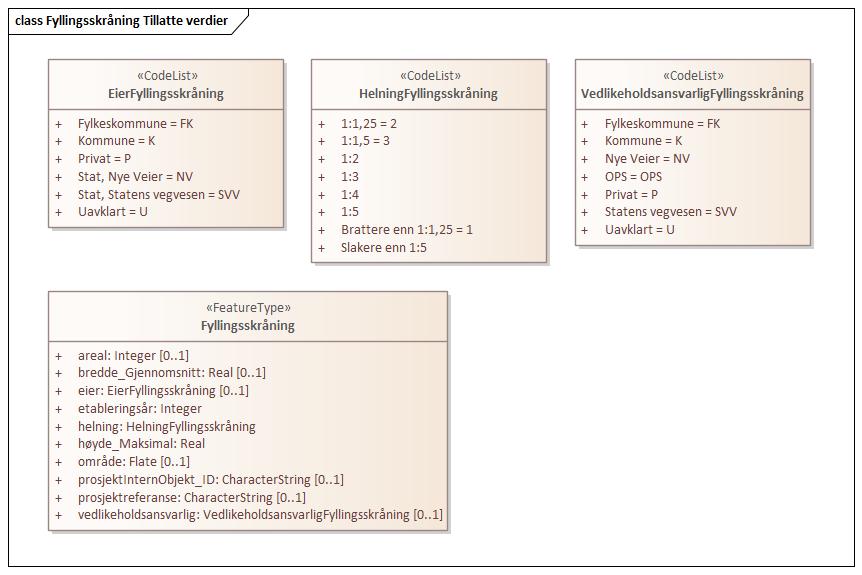 class Fyllingsskråning Tillatte verdier
«CodeList»
EierFyllingsskråning
+ Fylkeskommune = FK
+ Kommune = K
+ Privat = P
+ Stat, Nye Veier = NV
+ Stat, Statens vegvesen = SVV
+ Uavklart = U
«CodeList»
HelningFyllingsskråning
+ 1:1,25 = 2
+ 1:1,5 = 3
+ 1:2
+ 1:3
+ 1:4
+ 1:5
+ Brattere enn 1:1,25 = 1
+ Slakere enn 1:5
«CodeList»
VedlikeholdsansvarligFyllingsskråning
+ Fylkeskommune = FK
+ Kommune = K
+ Nye Veier = NV
+ OPS = OPS
+ Privat = P
+ Statens vegvesen = SVV
+ Uavklart = U
«FeatureType»
Fyllingsskråning
+ areal: Integer [0..1]
+ bredde_Gjennomsnitt: Real [0..1]
+ eier: EierFyllingsskråning [0..1]
+ etableringsår: Integer
+ helning: HelningFyllingsskråning
+ høyde_Maksimal: Real
+ område: Flate [0..1]
+ prosjektInternObjekt_ID: CharacterString [0..1]
+ prosjektreferanse: CharacterString [0..1]
+ vedlikeholdsansvarlig: VedlikeholdsansvarligFyllingsskråning [0..1]